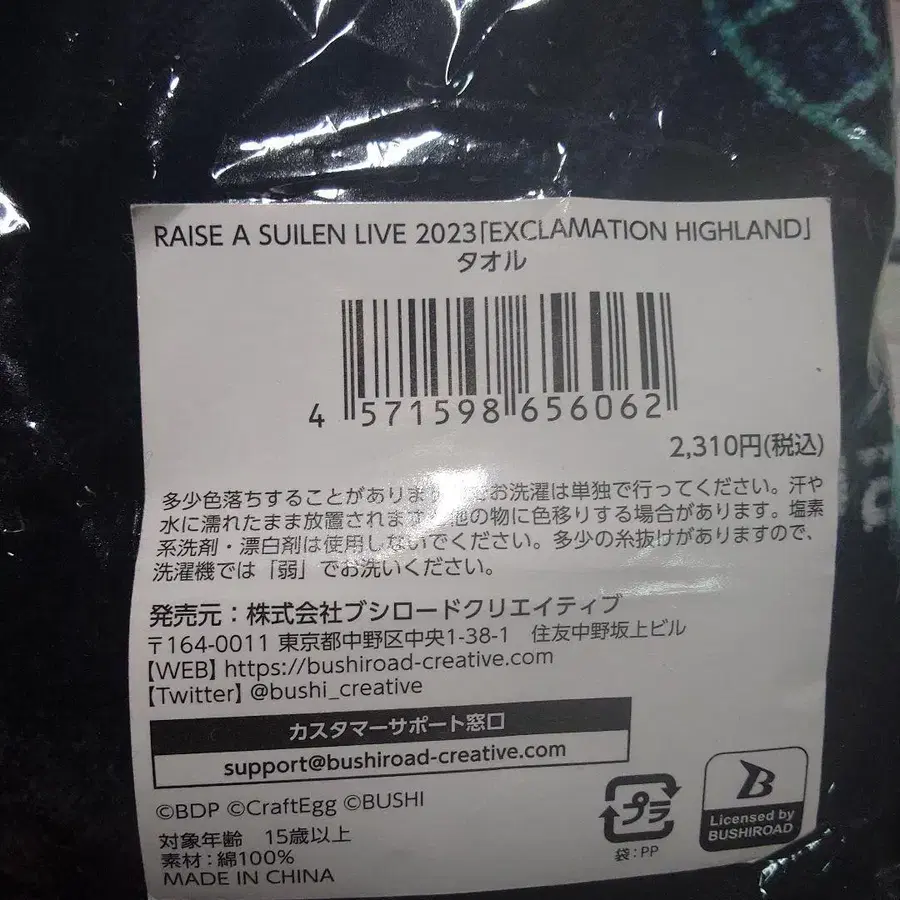 RAISE A SUILEN LIVE 2023「EXCLAMATION HIGHLAND」
タオル
4 571598 656062
2,310円(税込)
多少色落ちすることがありま お洗濯は単独で行ってください。汗や
水に濡れたまま放置されます 他の物に色移りする場合があります。塩素
系洗剤・漂白剤は使用しないでください。多少の糸抜けがありますので、
洗濯機では「弱」でお洗いください。
発売元：株式会社ブシロードクリエイティブ
〒164-0011 東京都中野区中央1-38-1 住友中野坂上ビル
【WEB】https://bushiroad-creative.com
【Twitter】@bushi_creative
カスタマーサポート窓口
support@bushiroad-creative.com
©BDP ©CraftEgg ©BUSHI
対象年齢 15歳以上
素材：綿100%
MADE IN CHINA
プラ
袋：PP
B
Licensed by
BUSHIROAD